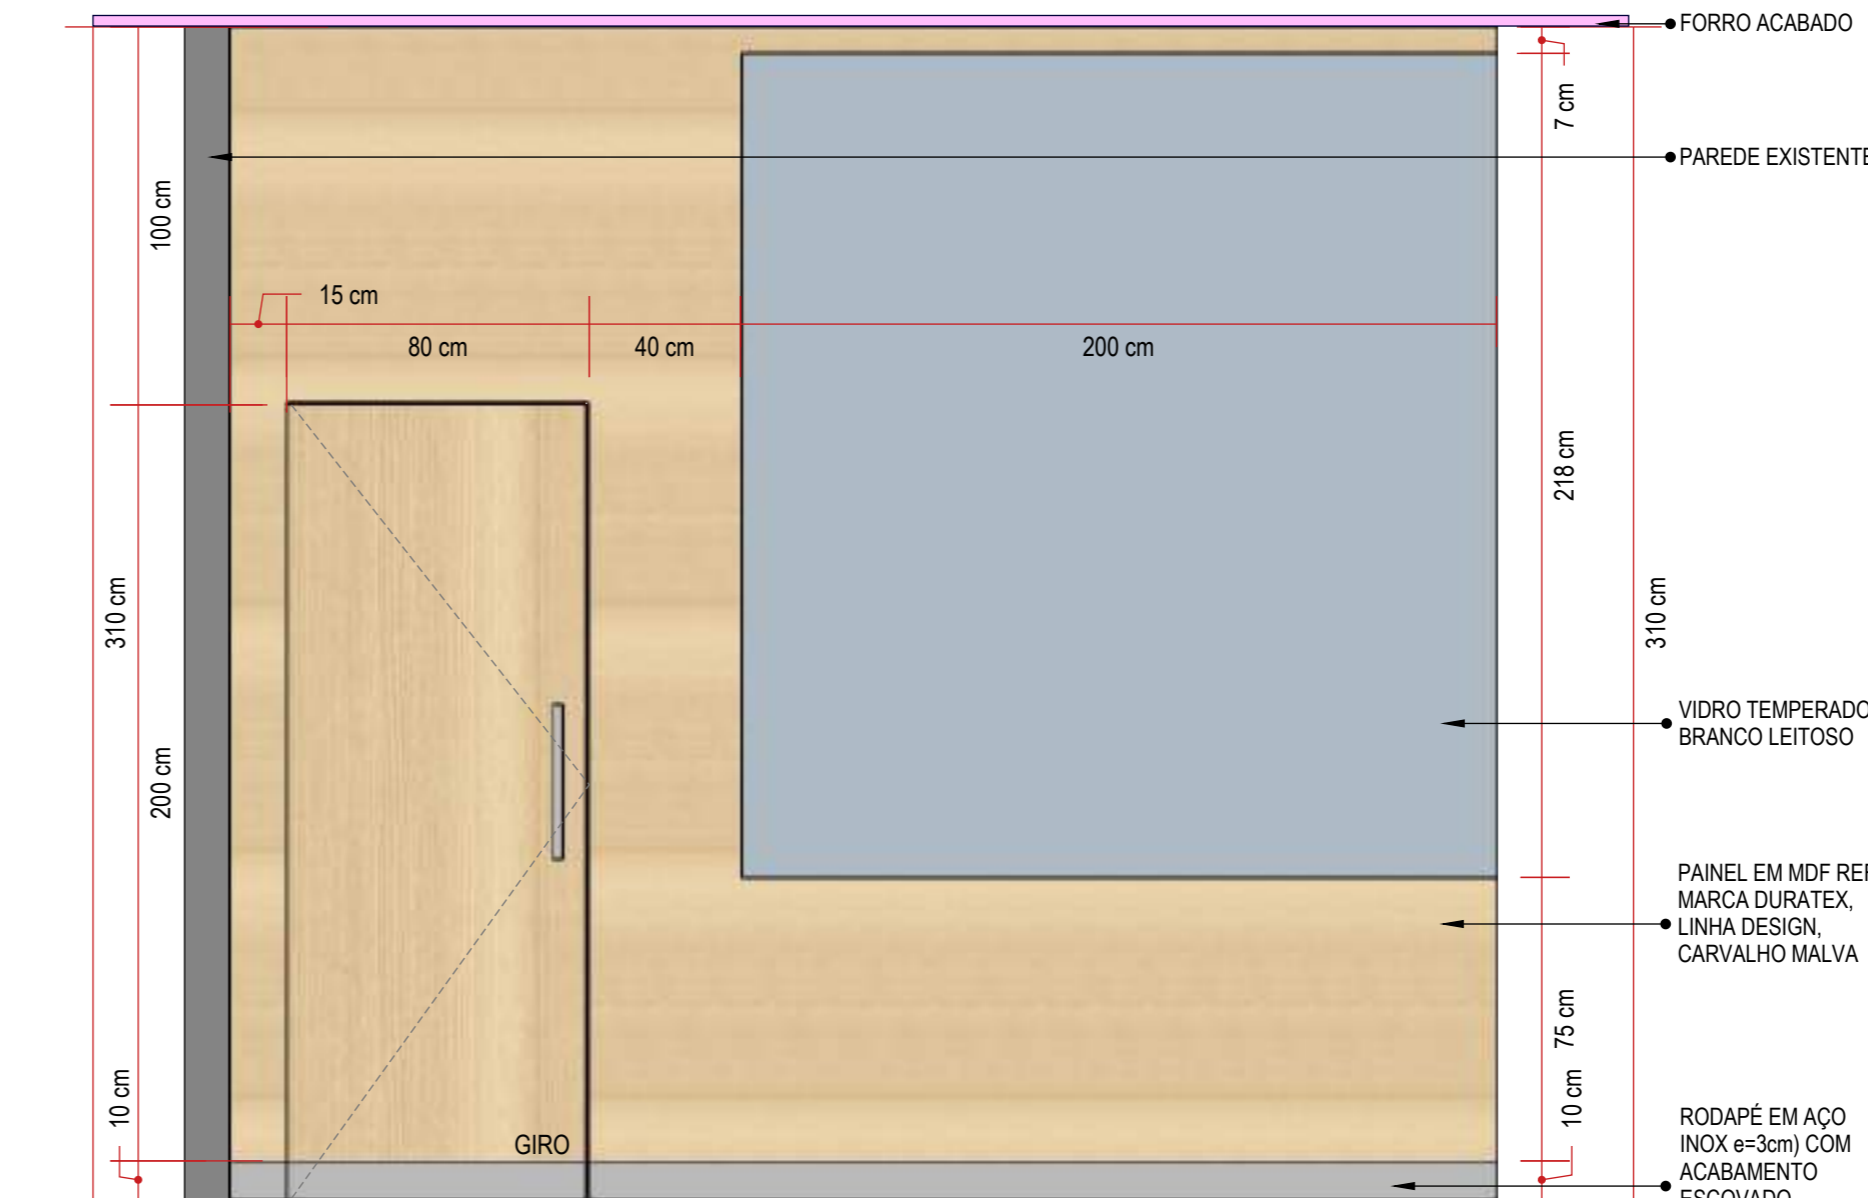 FORRO ACABADO
7 cm
PAREDE EXISTENTE
100 cm
15 cm
80 cm
40 cm
200 cm
218 cm
310 cm
310 cm
200 cm
VIDRO TEMPERADO
BRANCO LEITOSO
PAINEL EM MDF REF
MARCA DURATEX,
LINHA DESIGN,
CARVALHO MALVA
75 cm
10 cm
10 cm
GIRO
RODAPÉ EM AÇO
INOX e=3cm) COM
ACABAMENTO
ESCOVADO